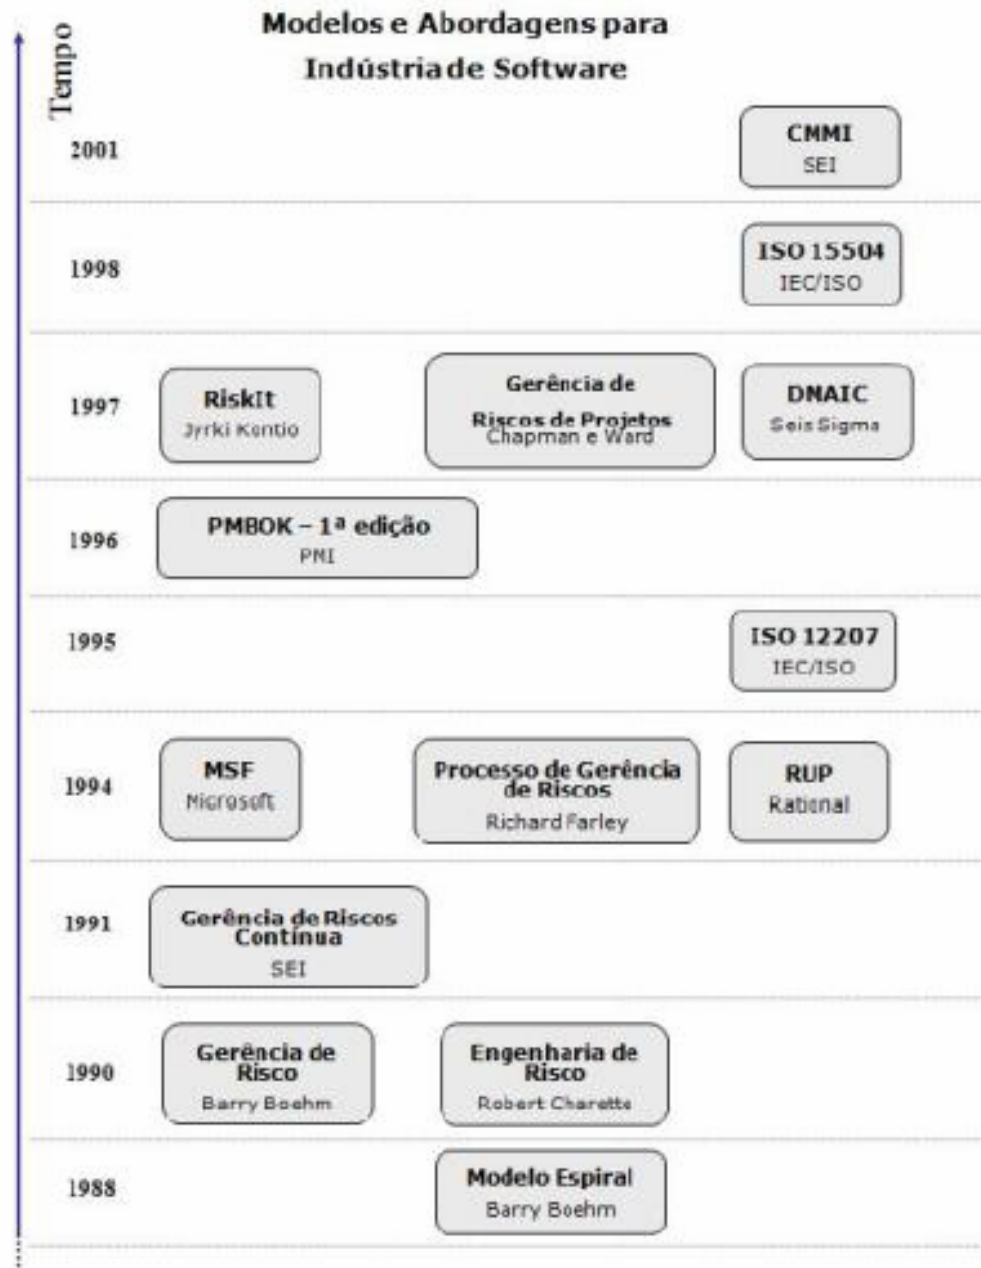 Modelos e Abordagens para
Indústria de Software
Tempo
2001
CMMI
SEI
1998
ISO 15504
IEC/ISO
1997
RiskIt
Jyrki Kontio
Gerência de
Riscos de Projetos
Chapman e Ward
DNAIC
Seis Sigma
1996
PMBOK – 1ª edição
PMI
1995
ISO 12207
IEC/ISO
1994
MSF
Microsoft
Processo de Gerência
de Riscos
Richard Farley
RUP
Rational
1991
Gerência de Riscos
Contínua
SEI
1990
Gerência de
Risco
Barry Boehm
Engenharia de
Risco
Robert Charette
1988
Modelo Espiral
Barry Boehm